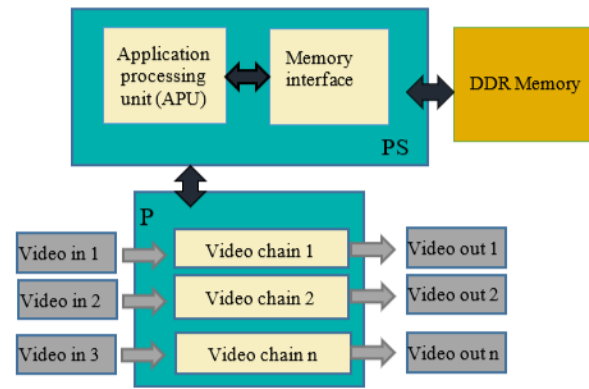 Application
processing
unit (APU)
Memory
interface
DDR Memory
PS
P
Video in 1
Video chain 1
Video out 1
Video in 2
Video chain 2
Video out 2
Video in 3
Video chain n
Video out n